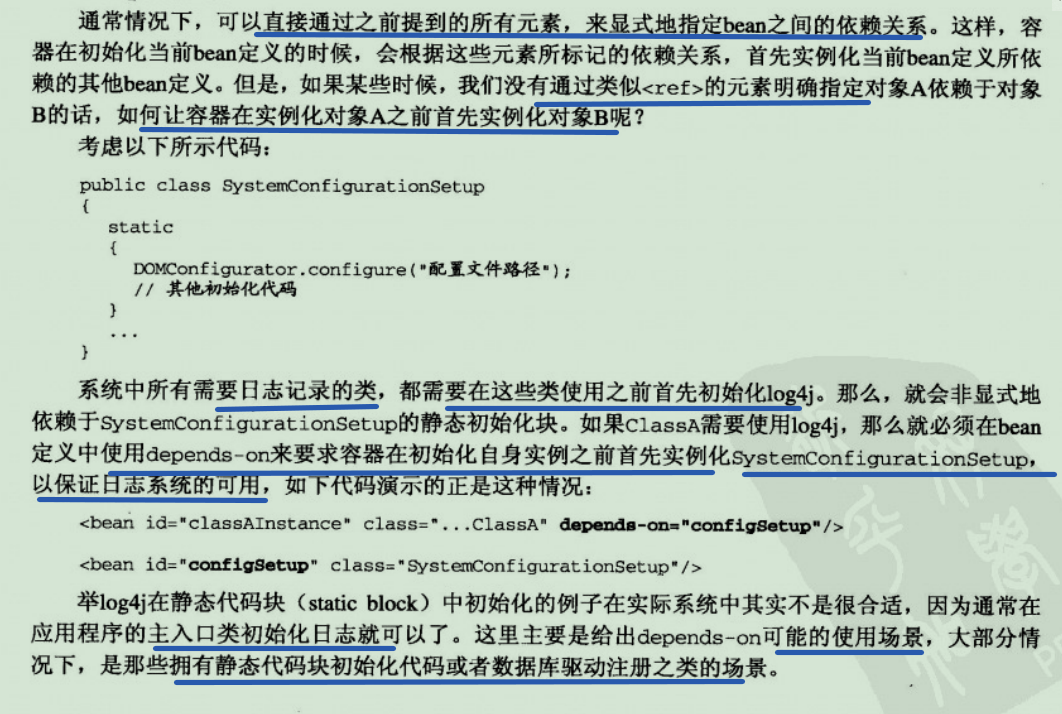 通常情况下，可以直接通过之前提到的所有元素，来显式地指定bean之间的依赖关系。这样，容
器在初始化当前bean定义的时候，会根据这些元素所标记的依赖关系，首先实例化当前bean定义所依
赖的其他bean定义。但是，如果某些时候，我们没有通过类似<ref>的元素明确指定对象A依赖于对象
B的话，如何让容器在实例化对象A之前首先实例化对象B呢？
考虑以下所示代码：
public class SystemConfigurationSetup
{
static
{
DOMConfigurator.configure("配置文件路径");
// 其他初始化代码
}
...
}
系统中所有需要日志记录的类，都需要在这些类使用之前首先初始化log4j。那么，就会非显式地
依赖于SystemConfigurationSetup的静态初始化块。如果ClassA需要使用log4j，那么就必须在bean
定义中使用depends-on来要求容器在初始化自身实例之前首先实例化SystemConfigurationSetup，
以保证日志系统的可用，如下代码演示的正是这种情况：
<bean id="classAInstance" class="...ClassA" depends-on="configSetup"/>
<bean id="configSetup" class="SystemConfigurationSetup"/>
举log4j在静态代码块（static block）中初始化的例子在实际系统中其实不是很合适，因为通常在
应用程序的主入口类初始化日志就可以了。这里主要是给出depends-on可能的使用场景，大部分情
况下，是那些拥有静态代码块初始化代码或者数据库驱动注册之类的场景。